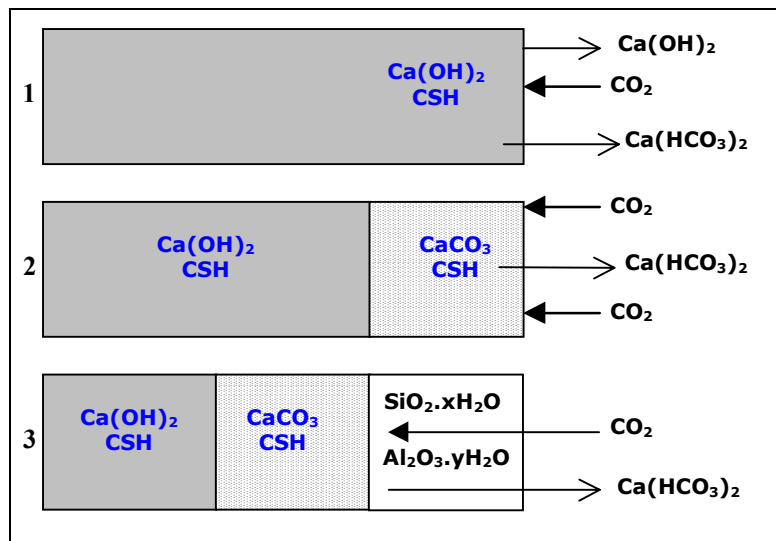 1
Ca(OH)₂
CSH
Ca(OH)₂
CO₂
Ca(HCO₃)₂
2
Ca(OH)₂
CSH
CaCO₃
CSH
CO₂
Ca(HCO₃)₂
CO₂
3
Ca(OH)₂
CSH
CaCO₃
CSH
SiO₂.xH₂O
Al₂O₃.yH₂O
CO₂
Ca(HCO₃)₂